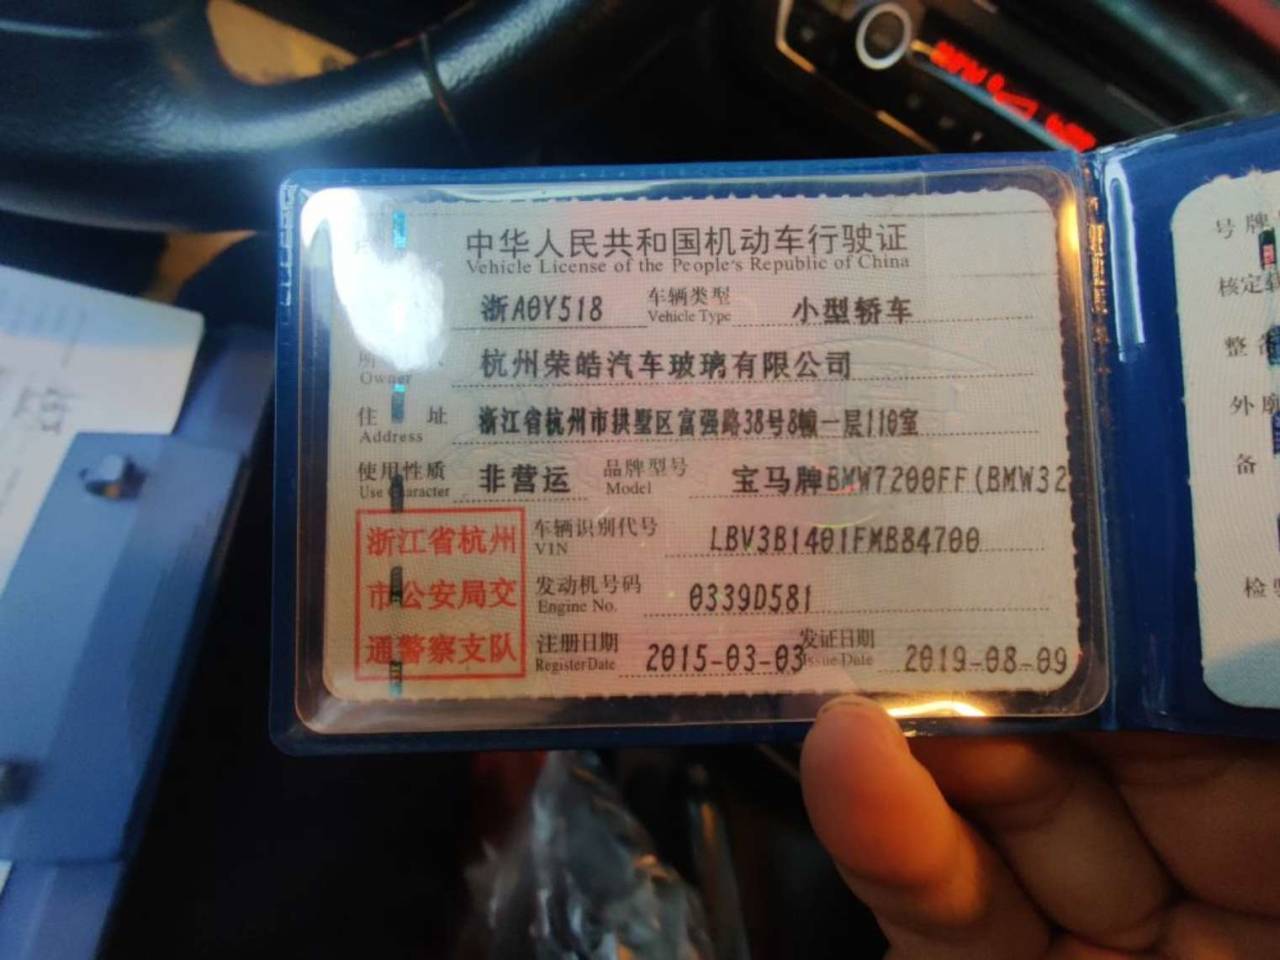 中华人民共和国机动车行驶证
Vehicle License of the People's Republic of China
浙A0Y518 车辆类型 Vehicle Type 小型轿车
Owner 杭州荣皓汽车玻璃有限公司
住 址 Address 浙江省杭州市拱墅区富强路38号8幢一层110室
使用性质 Use Character 非营运 品牌型号 Model 宝马牌BMW7200FF(BMW32
车辆识别代号 VIN LBV3B1401FMB84700
发动机号码 Engine No. 0339D581
注册日期 Register Date 2015-03-03 发证日期 Issue Date 2019-08-09
浙江省杭州
市公安局交
通警察支队
号牌
核定载
整备
外廓
备
检验